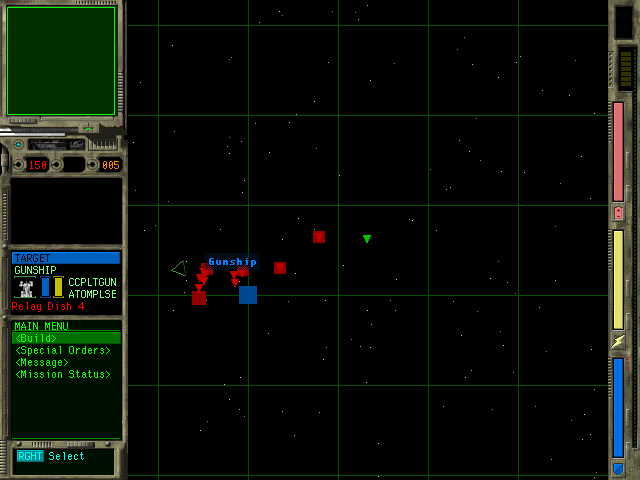 150 005
Gunship
TARGET
GUNSHIP
CCPLTGUN
ATOMPLSE
Relay Dish 4
MAIN MENU
<Build>
<Special Orders>
<Message>
<Mission Status>
RGHT Select